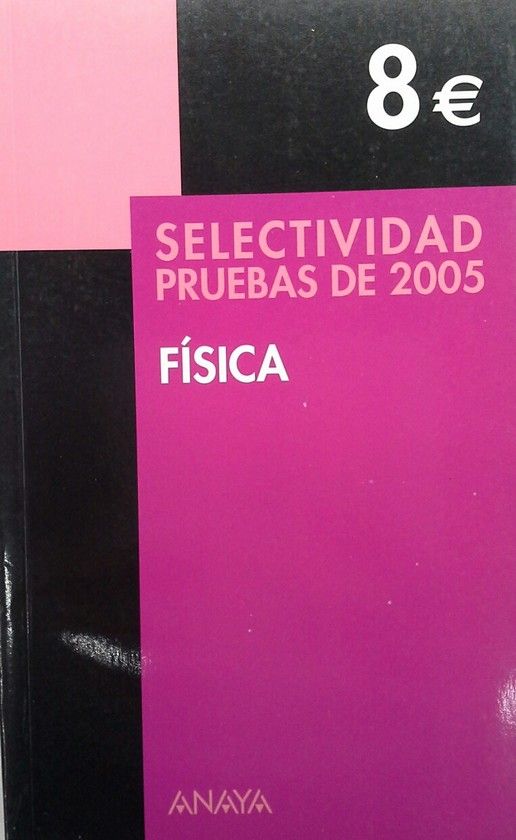 8 €
SELECTIVIDAD
PRUEBAS DE 2005
FÍSICA
ANAYA